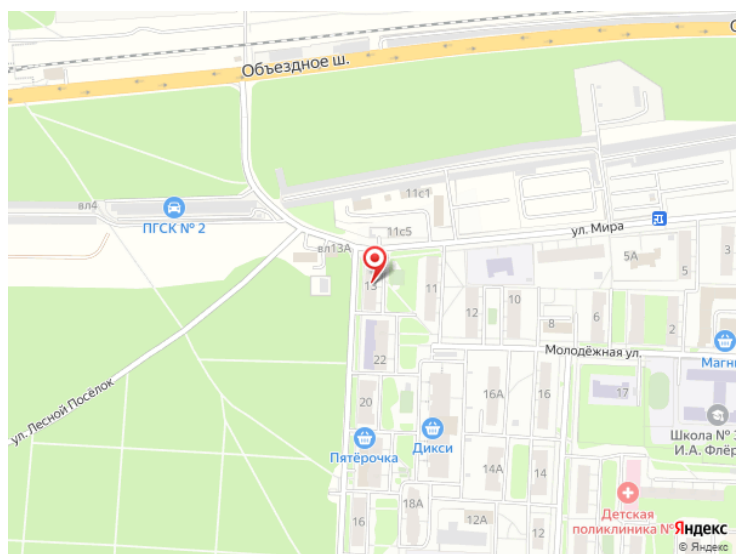 О
Объездное ш.
вл4
ПГСК № 2
11с1
11с5
ул. Мира
вл13А
13
11
5А
5
3
12
10
8
6
2
22
Молодёжная ул.
Магни
ул. Лесной Посёлок
20
16А
16
17
Школа № 3
И.А. Флёр
Пятёрочка
Дикси
14А
14
18А
16
12А
12
Детская
поликлиника №
Яндекс
© Яндекс